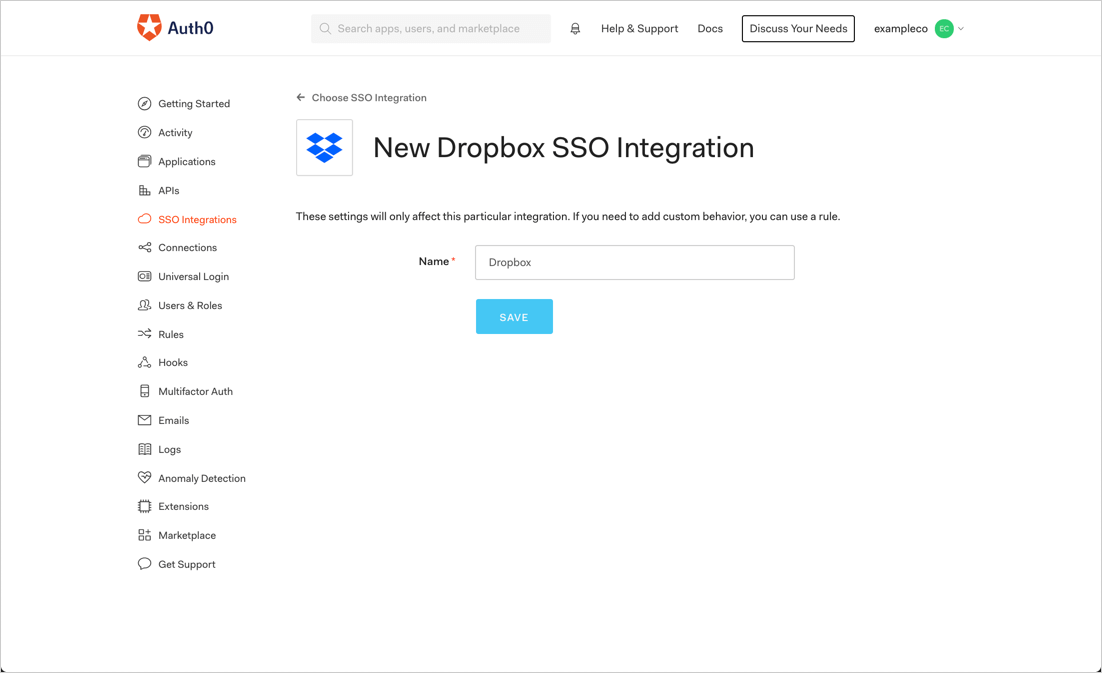 Auth0
Search apps, users, and marketplace
Help & Support
Docs
Discuss Your Needs
exampleco
EC
Getting Started
Activity
Applications
APIs
SSO Integrations
Connections
Universal Login
Users & Roles
Rules
Hooks
Multifactor Auth
Emails
Logs
Anomaly Detection
Extensions
Marketplace
Get Support
Choose SSO Integration
New Dropbox SSO Integration
These settings will only affect this particular integration. If you need to add custom behavior, you can use a rule.
Name *
Dropbox
SAVE